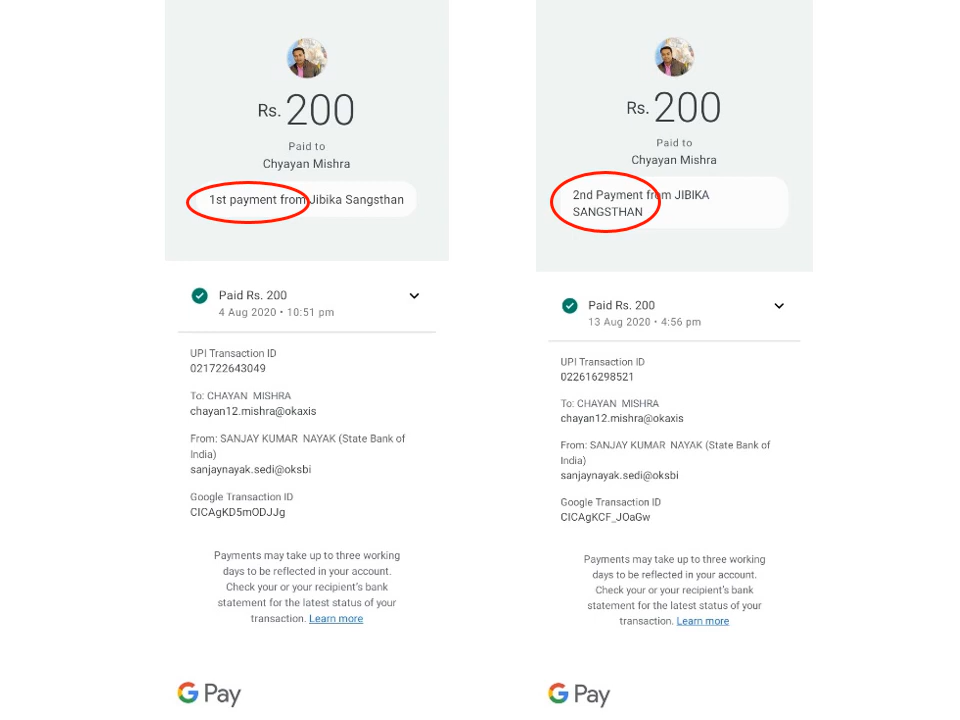 Rs. 200
Paid to
Chyayan Mishra
1st payment from Jibika Sangsthan
Paid Rs. 200
4 Aug 2020 • 10:51 pm
UPI Transaction ID
021722643049
To: CHAYAN MISHRA
chayan12.mishra@okaxis
From: SANJAY KUMAR NAYAK (State Bank of
India)
sanjaynayak.sedi@oksbi
Google Transaction ID
CICAgKD5mODJJg
Payments may take up to three working
days to be reflected in your account.
Check your or your recipient's bank
statement for the latest status of your
transaction. Learn more
G Pay
Rs. 200
Paid to
Chyayan Mishra
2nd Payment from JIBIKA
SANGSTHAN
Paid Rs. 200
13 Aug 2020 • 4:56 pm
UPI Transaction ID
022616298521
To: CHAYAN MISHRA
chayan12.mishra@okaxis
From: SANJAY KUMAR NAYAK (State Bank of
India)
sanjaynayak.sedi@oksbi
Google Transaction ID
CICAgKCF_JOaGw
Payments may take up to three working
days to be reflected in your account.
Check your or your recipient's bank
statement for the latest status of your
transaction. Learn more
G Pay